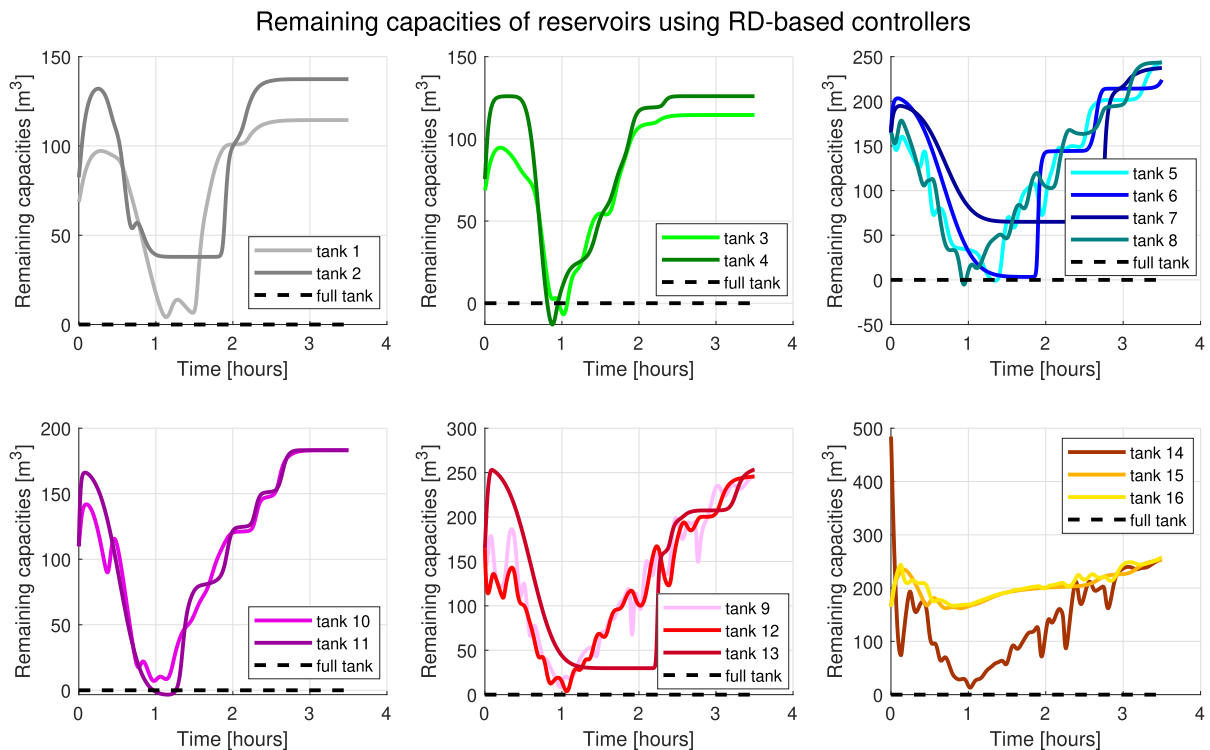 Remaining capacities of reservoirs using RD-based controllers
Remaining capacities [m³]
150
100
50
0
0 1 2 3 4
Time [hours]
tank 1
tank 2
full tank
Remaining capacities [m³]
150
100
50
0
0 1 2 3 4
Time [hours]
tank 3
tank 4
full tank
Remaining capacities [m³]
250
200
150
100
50
0
-50
0 1 2 3 4
Time [hours]
tank 5
tank 6
tank 7
tank 8
full tank
Remaining capacities [m³]
200
150
100
50
0
0 1 2 3 4
Time [hours]
tank 10
tank 11
full tank
Remaining capacities [m³]
300
250
200
150
100
50
0
0 1 2 3 4
Time [hours]
tank 9
tank 12
tank 13
full tank
Remaining capacities [m³]
500
400
300
200
100
0
0 1 2 3 4
Time [hours]
tank 14
tank 15
tank 16
full tank